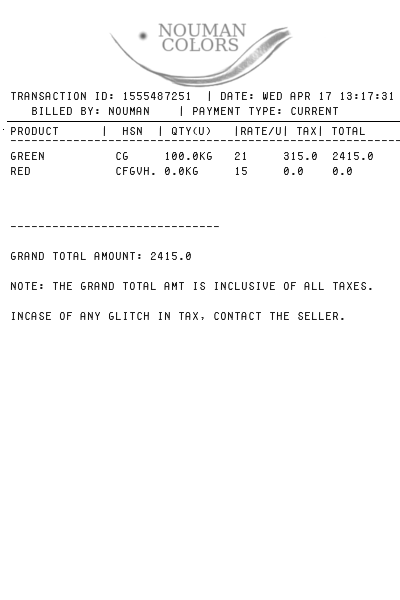 NOUMAN
COLORS
TRANSACTION ID: 1555487251 | DATE: WED APR 17 13:17:31
BILLED BY: NOUMAN | PAYMENT TYPE: CURRENT
PRODUCT | HSN | QTY(U) |RATE/U| TAX| TOTAL
GREEN CG 100.0KG 21 315.0 2415.0
RED CFGVH. 0.0KG 15 0.0 0.0
------------------------------
GRAND TOTAL AMOUNT: 2415.0
NOTE: THE GRAND TOTAL AMT IS INCLUSIVE OF ALL TAXES.
INCASE OF ANY GLITCH IN TAX, CONTACT THE SELLER.